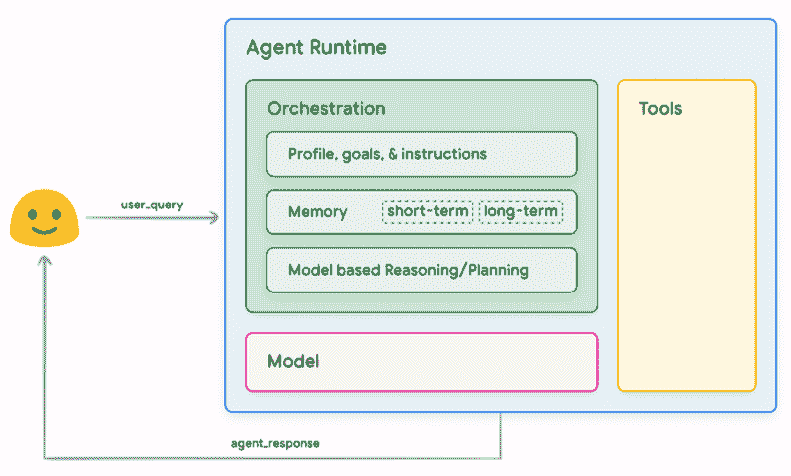 Agent Runtime
Orchestration
Tools
Profile, goals, & instructions
user_query
Memory short-term long-term
Model based Reasoning/Planning
Model
agent_response